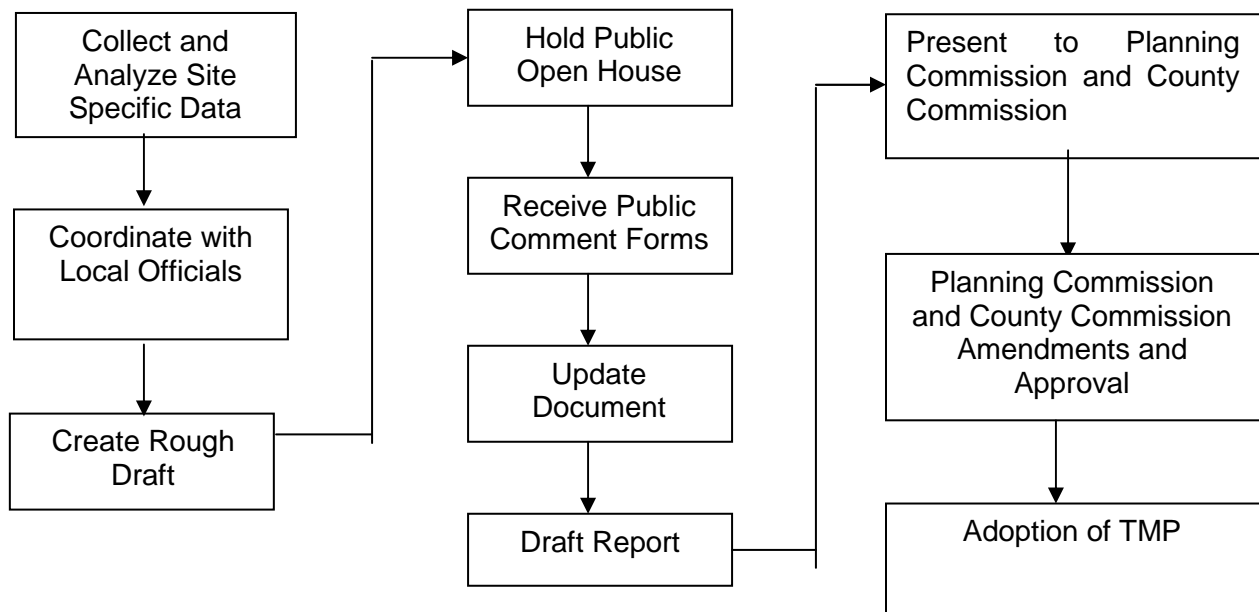 Collect and
Analyze Site
Specific Data
Coordinate with
Local Officials
Create Rough
Draft
Hold Public
Open House
Receive Public
Comment Forms
Update
Document
Draft Report
Present to Planning
Commission and County
Commission
Planning Commission
and County Commission
Amendments and
Approval
Adoption of TMP